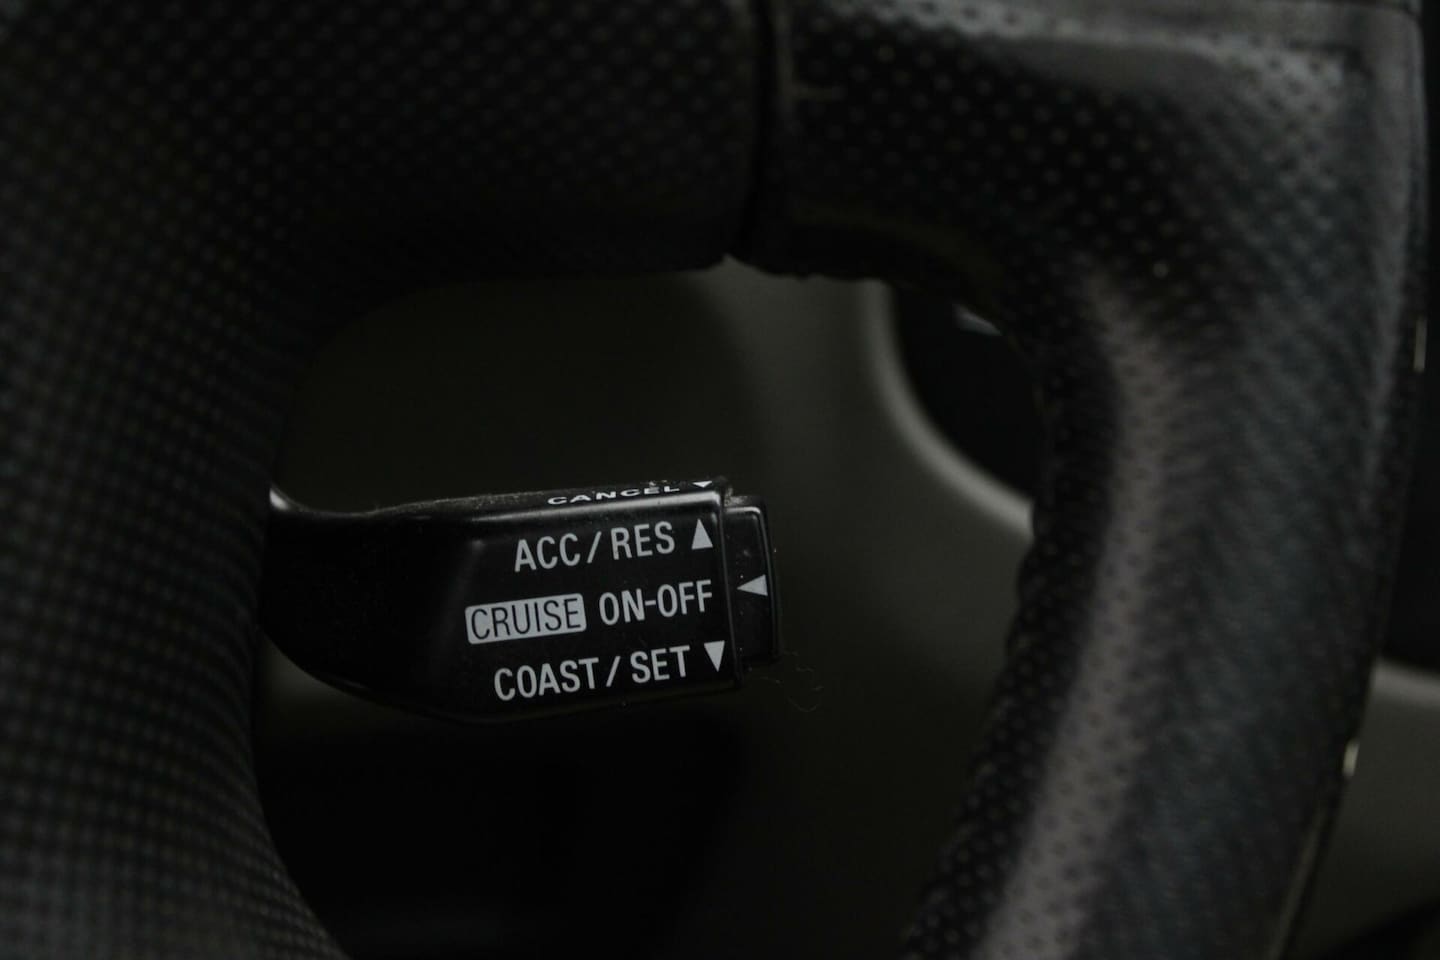 CANCEL ▼
ACC/RES ▲
CRUISE ON-OFF ◀
COAST/SET ▼